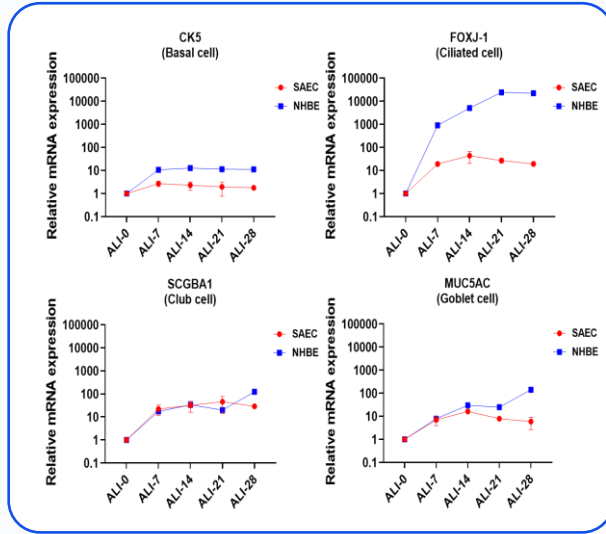 CK5
(Basal cell)
Relative mRNA expression
100000
10000
1000
100
10
1
0.1
SAEC
NHBE
ALI-0
ALI-7
ALI-14
ALI-21
ALI-28
FOXJ-1
(Ciliated cell)
Relative mRNA expression
100000
10000
1000
100
10
1
0.1
SAEC
NHBE
ALI-0
ALI-7
ALI-14
ALI-21
ALI-28
SCGBA1
(Club cell)
Relative mRNA expression
100000
10000
1000
100
10
1
0.1
SAEC
NHBE
ALI-0
ALI-7
ALI-14
ALI-21
ALI-28
MUC5AC
(Goblet cell)
Relative mRNA expression
100000
10000
1000
100
10
1
0.1
SAEC
NHBE
ALI-0
ALI-7
ALI-14
ALI-21
ALI-28